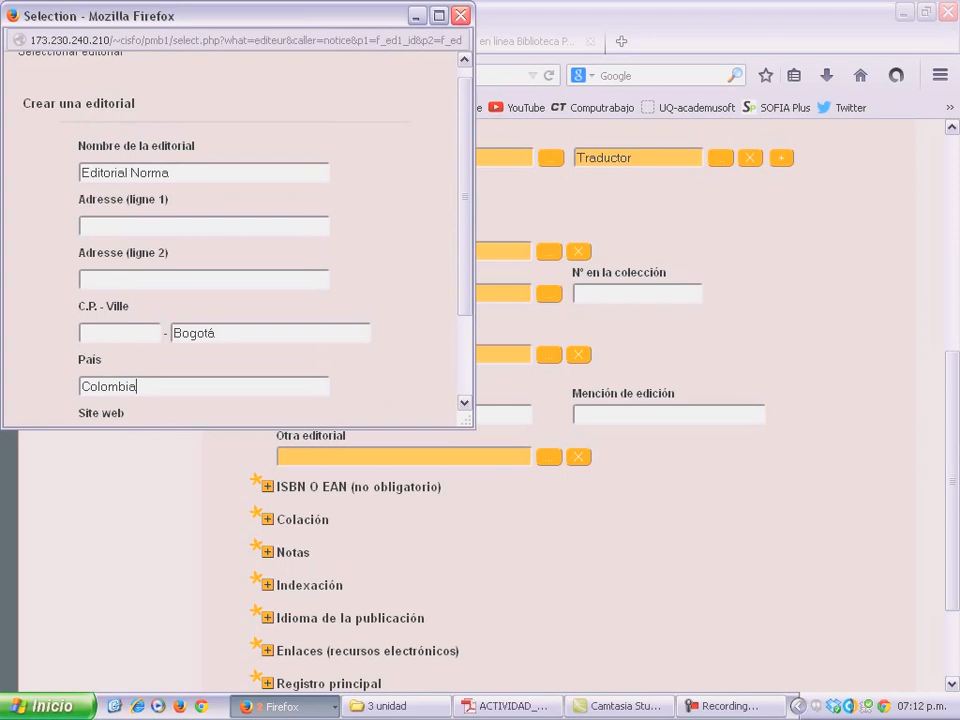 Selection - Mozilla Firefox
173.230.240.210/~cisfo/pmb1/select.php?what=editeur&caller=notice&p1=f_ed1_id&p2=f_ed
en línea Biblioteca P...
Google
YouTube
Computrabajo
UQ-academusoft
SOFIA Plus
Twitter
Seleccionar editorial
Crear una editorial
Nombre de la editorial
Editorial Norma
Traductor
Adresse (ligne 1)
Adresse (ligne 2)
Nº en la colección
C.P. - Ville
- Bogotá
País
Colombia
Mención de edición
Site web
Otra editorial
ISBN O EAN (no obligatorio)
Colación
Notas
Indexación
Idioma de la publicación
Enlaces (recursos electrónicos)
Registro principal
Inicio
2 Firefox
3 unidad
ACTIVIDAD_...
Camtasia Stu...
Recording...
07:12 p.m.